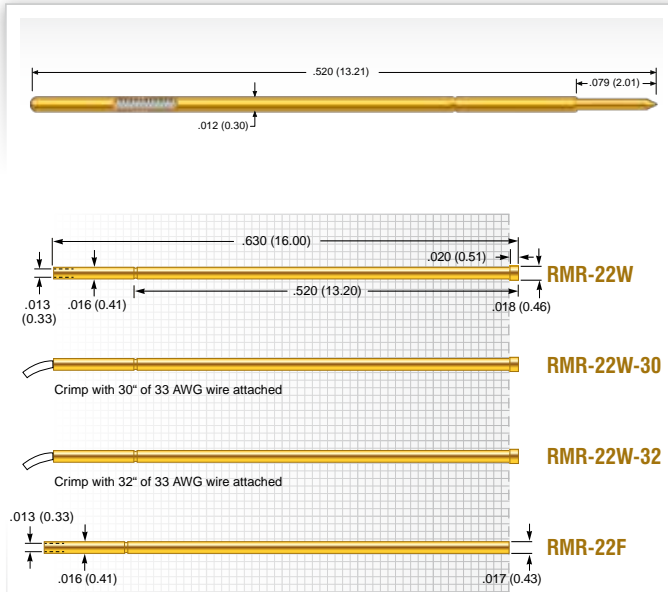 .520 (13.21)
.079 (2.01)
.012 (0.30)
.630 (16.00)
.020 (0.51)
RMR-22W
.013
(0.33)
.016 (0.41)
.520 (13.20)
.018 (0.46)
RMR-22W-30
Crimp with 30“ of 33 AWG wire attached
RMR-22W-32
Crimp with 32“ of 33 AWG wire attached
.013 (0.33)
RMR-22F
.016 (0.41)
.017 (0.43)